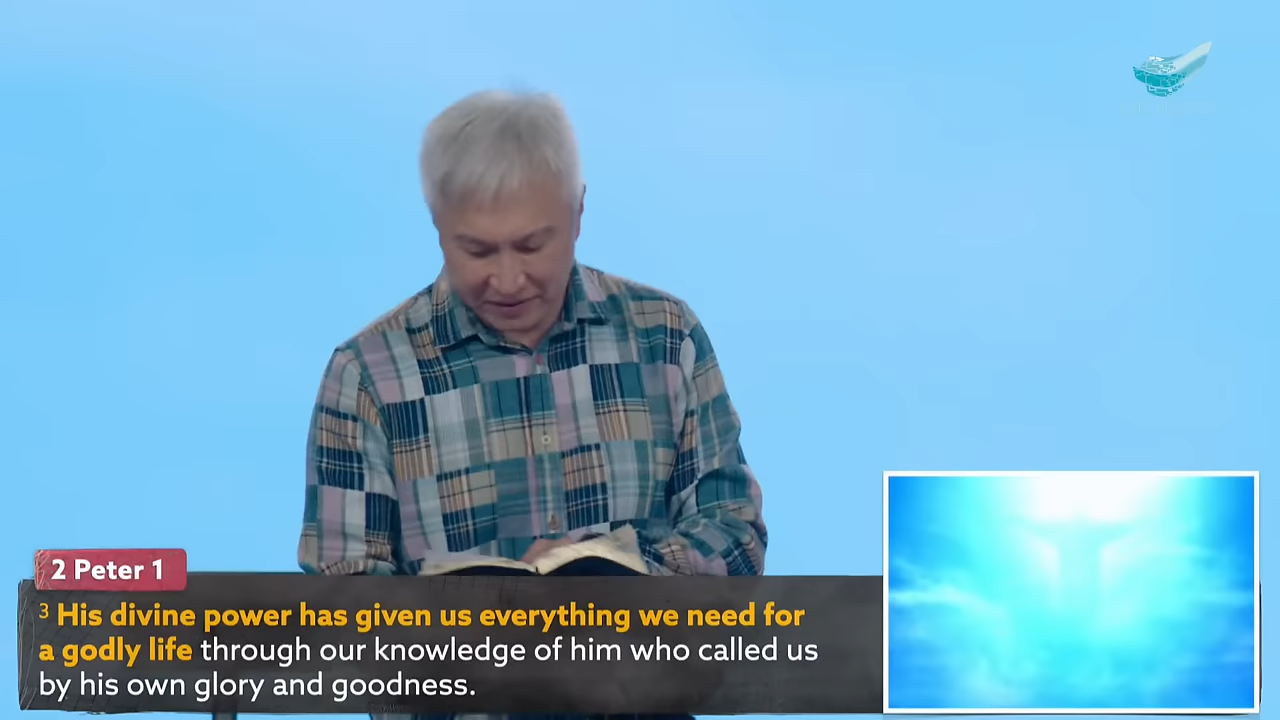 2 Peter 1
3 His divine power has given us everything we need for
a godly life through our knowledge of him who called us
by his own glory and goodness.